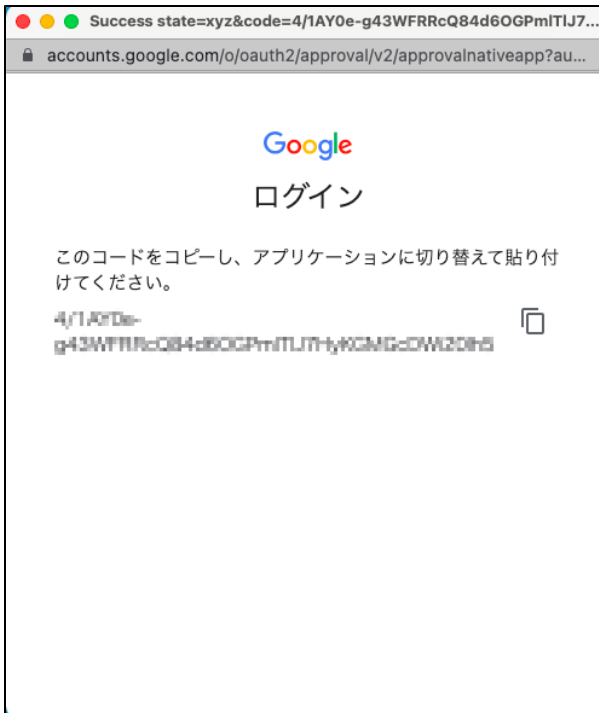 Success state=xyz&code=4/1AY0e-g43WFRRcQ84d6OGPmlTlJ7...
accounts.google.com/o/oauth2/approval/v2/approvalnativeapp?au...
Google
ログイン
このコードをコピーし、アプリケーションに切り替えて貼り付
けてください。